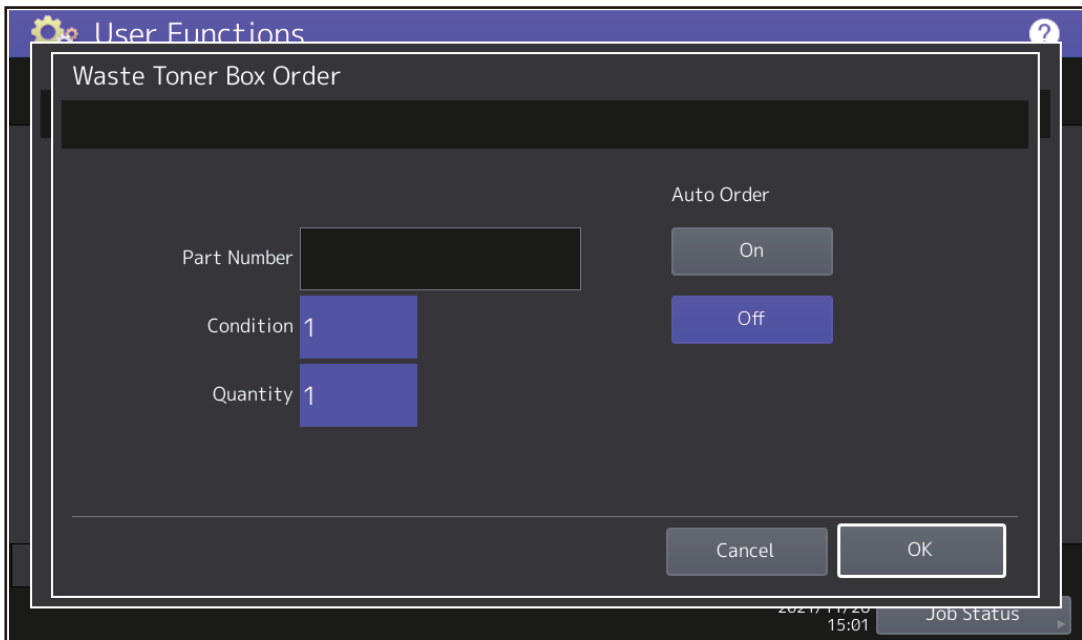 User Functions
?
Waste Toner Box Order
Auto Order
Part Number
On
Condition 1
Off
Quantity 1
Cancel
OK
15:01
Job Status